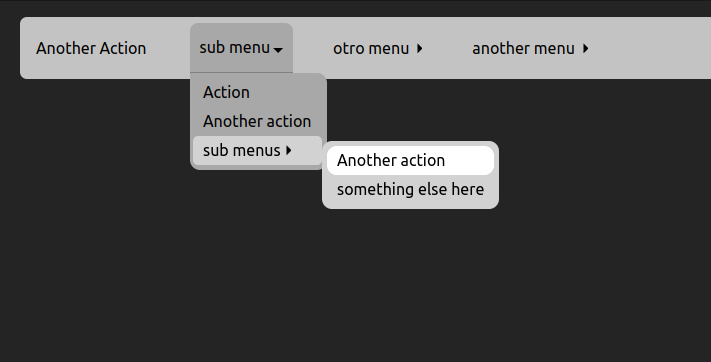 Another Action
sub menu
otro menu
another menu
Action
Another action
sub menus
Another action
something else here